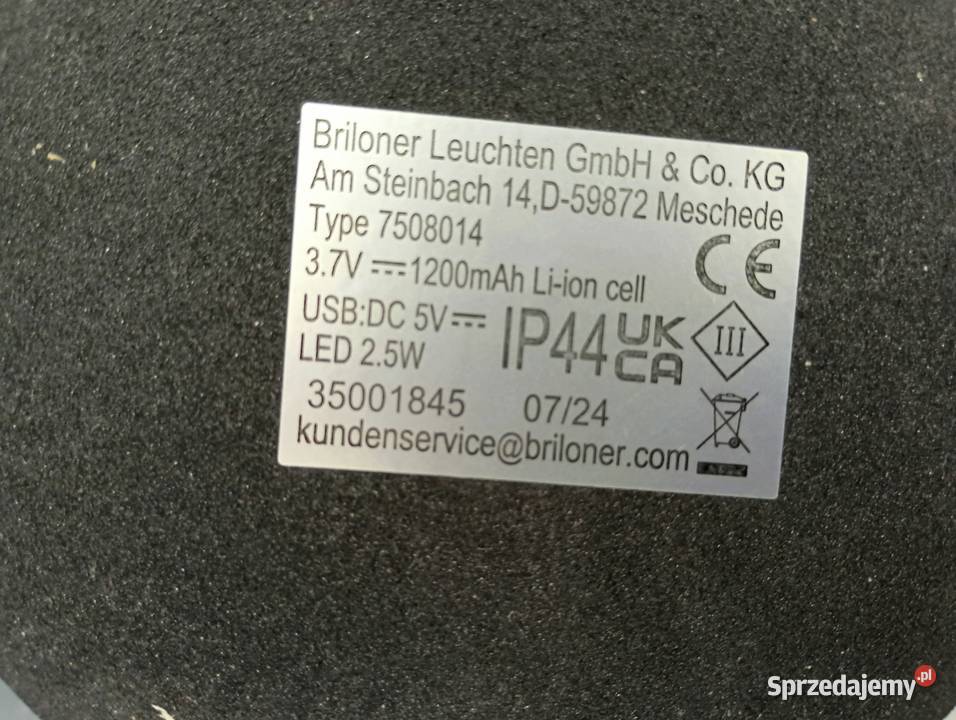 Briloner Leuchten GmbH & Co. KG
Am Steinbach 14,D-59872 Meschede
Type 7508014
3.7V ⎓ 1200mAh Li-ion cell
USB:DC 5V ⎓
LED 2.5W
IP44
UK
CA
CE
III
35001845 07/24
kundenservice@briloner.com
Sprzedajemy.pl